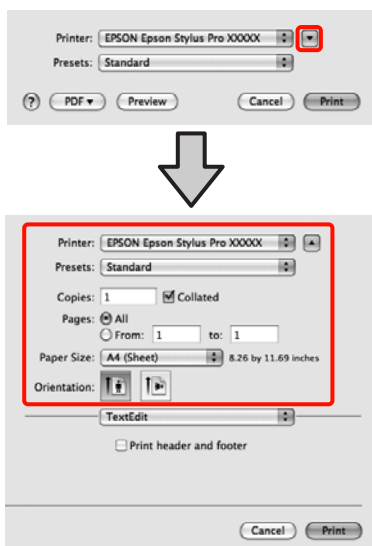 Printer: EPSON Epson Stylus Pro XXXXX
Presets: Standard
? PDF▼ Preview Cancel Print
Printer: EPSON Epson Stylus Pro XXXXX
Presets: Standard
Copies: 1 Collated
Pages: All
From: 1 to: 1
Paper Size: A4 (Sheet) 8.26 by 11.69 inches
Orientation:
TextEdit
Print header and footer
Cancel Print